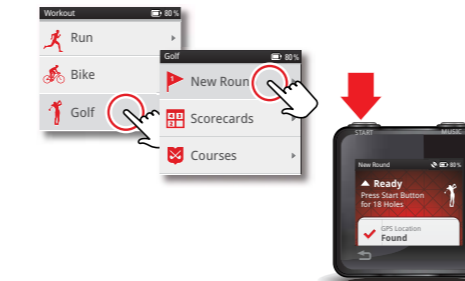 Workout 80 %
Run
Bike
Golf
Golf 80 %
1
New Roun
Scorecards
Courses
START MUSIC
New Round 80 %
Ready
Press Start Button
for 18 Holes
GPS Location
Found